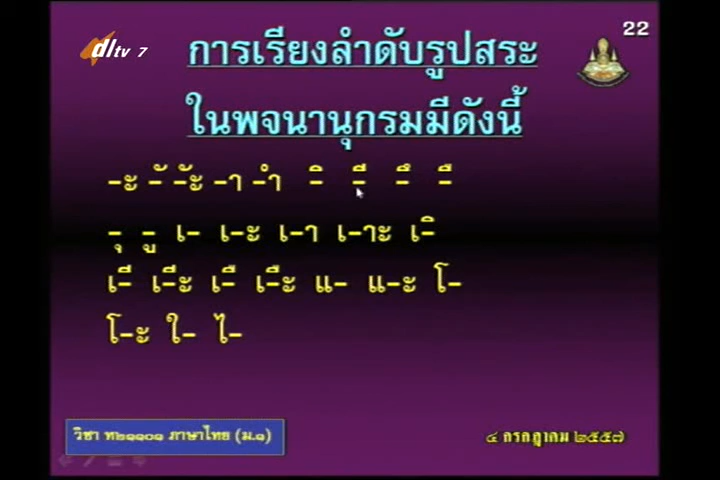 dltv 7
22
การเรียงลำดับรูปสระ
ในพจนานุกรมมีดังนี้
-ะ -ั -ัะ -า -ำ -ิ -ี -ึ -ื
-ุ -ู เ- เ-ะ เ-า เ-าะ เ-ิ
เ-ี เ-ีะ เ-ื เ-ืะ แ- แ-ะ โ-
โ-ะ ใ- ไ-
วิชา ท๒๑๑๐๑ ภาษาไทย (ม.๑)
๔ กรกฎาคม ๒๕๕๗